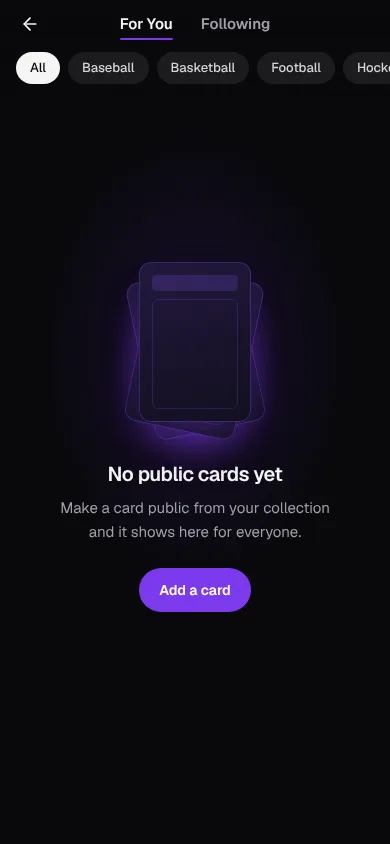 For You Following
All Baseball Basketball Football Hocke
No public cards yet
Make a card public from your collection
and it shows here for everyone.
Add a card